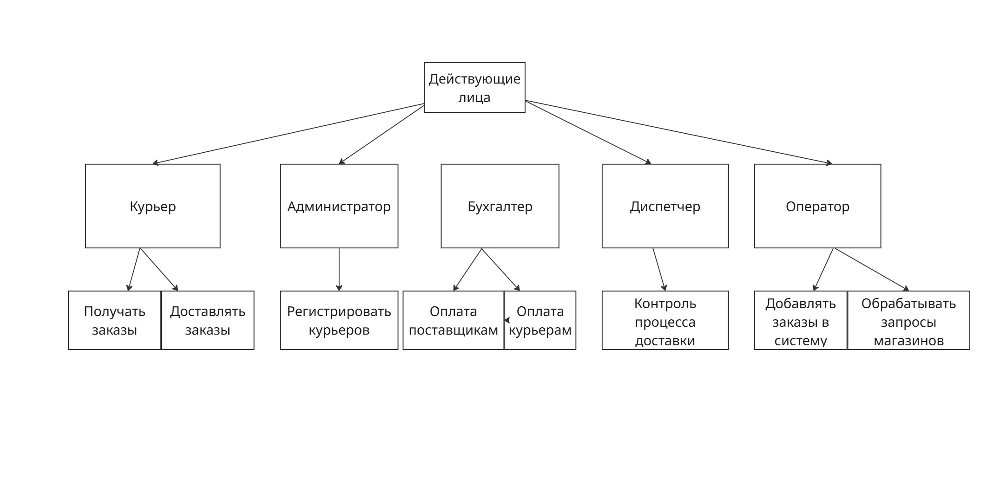 Действующие
лица
Курьер
Администратор
Бухгалтер
Диспетчер
Оператор
Получать
заказы
Доставлять
заказы
Регистрировать
курьеров
Оплата
поставщикам
Оплата
курьерам
Контроль
процесса
доставки
Добавлять
заказы в
систему
Обрабатывать
запросы
магазинов